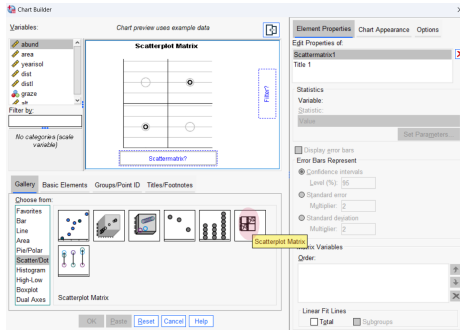 Chart Builder
Variables:
Chart preview uses example data
abund
area
yearisol
dist
distl
graze
alt
Filter by:
No categories (scale
variable)
Scatterplot Matrix
Filter?
Scattermatrix?
Gallery
Basic Elements
Groups/Point ID
Titles/Footnotes
Choose from:
Favorites
Bar
Line
Area
Pie/Polar
Scatter/Dot
Histogram
High-Low
Boxplot
Dual Axes
Scatterplot Matrix
Scatterplot Matrix
OK
Paste
Reset
Cancel
Help
Element Properties
Chart Appearance
Options
Edit Properties of:
Scattermatrix1
Title 1
Statistics
Variable:
Statistic:
Value
Set Parameters...
Display error bars
Error Bars Represent
Confidence intervals
Level (%): 95
Standard error
Multiplier: 2
Standard deviation
Multiplier: 2
Matrix Variables
Order:
Linear Fit Lines
Total
Subgroups